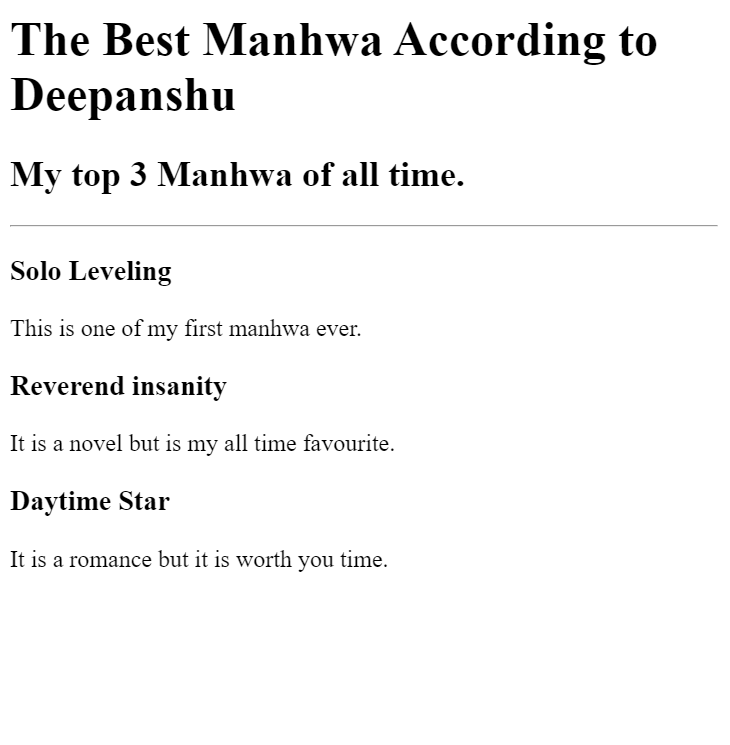 The Best Manhwa According to
Deepanshu
My top 3 Manhwa of all time.
Solo Leveling
This is one of my first manhwa ever.
Reverend insanity
It is a novel but is my all time favourite.
Daytime Star
It is a romance but it is worth you time.